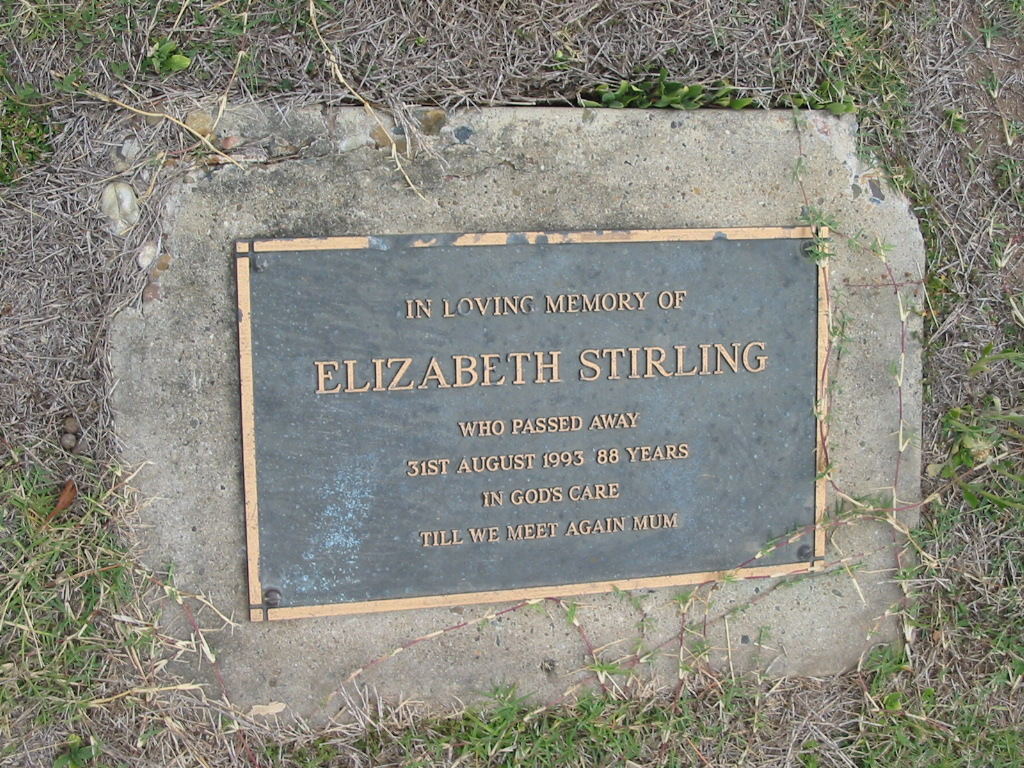 IN LOVING MEMORY OF
ELIZABETH STIRLING
WHO PASSED AWAY
31ST AUGUST 1993 88 YEARS
IN GOD'S CARE
TILL WE MEET AGAIN MUM